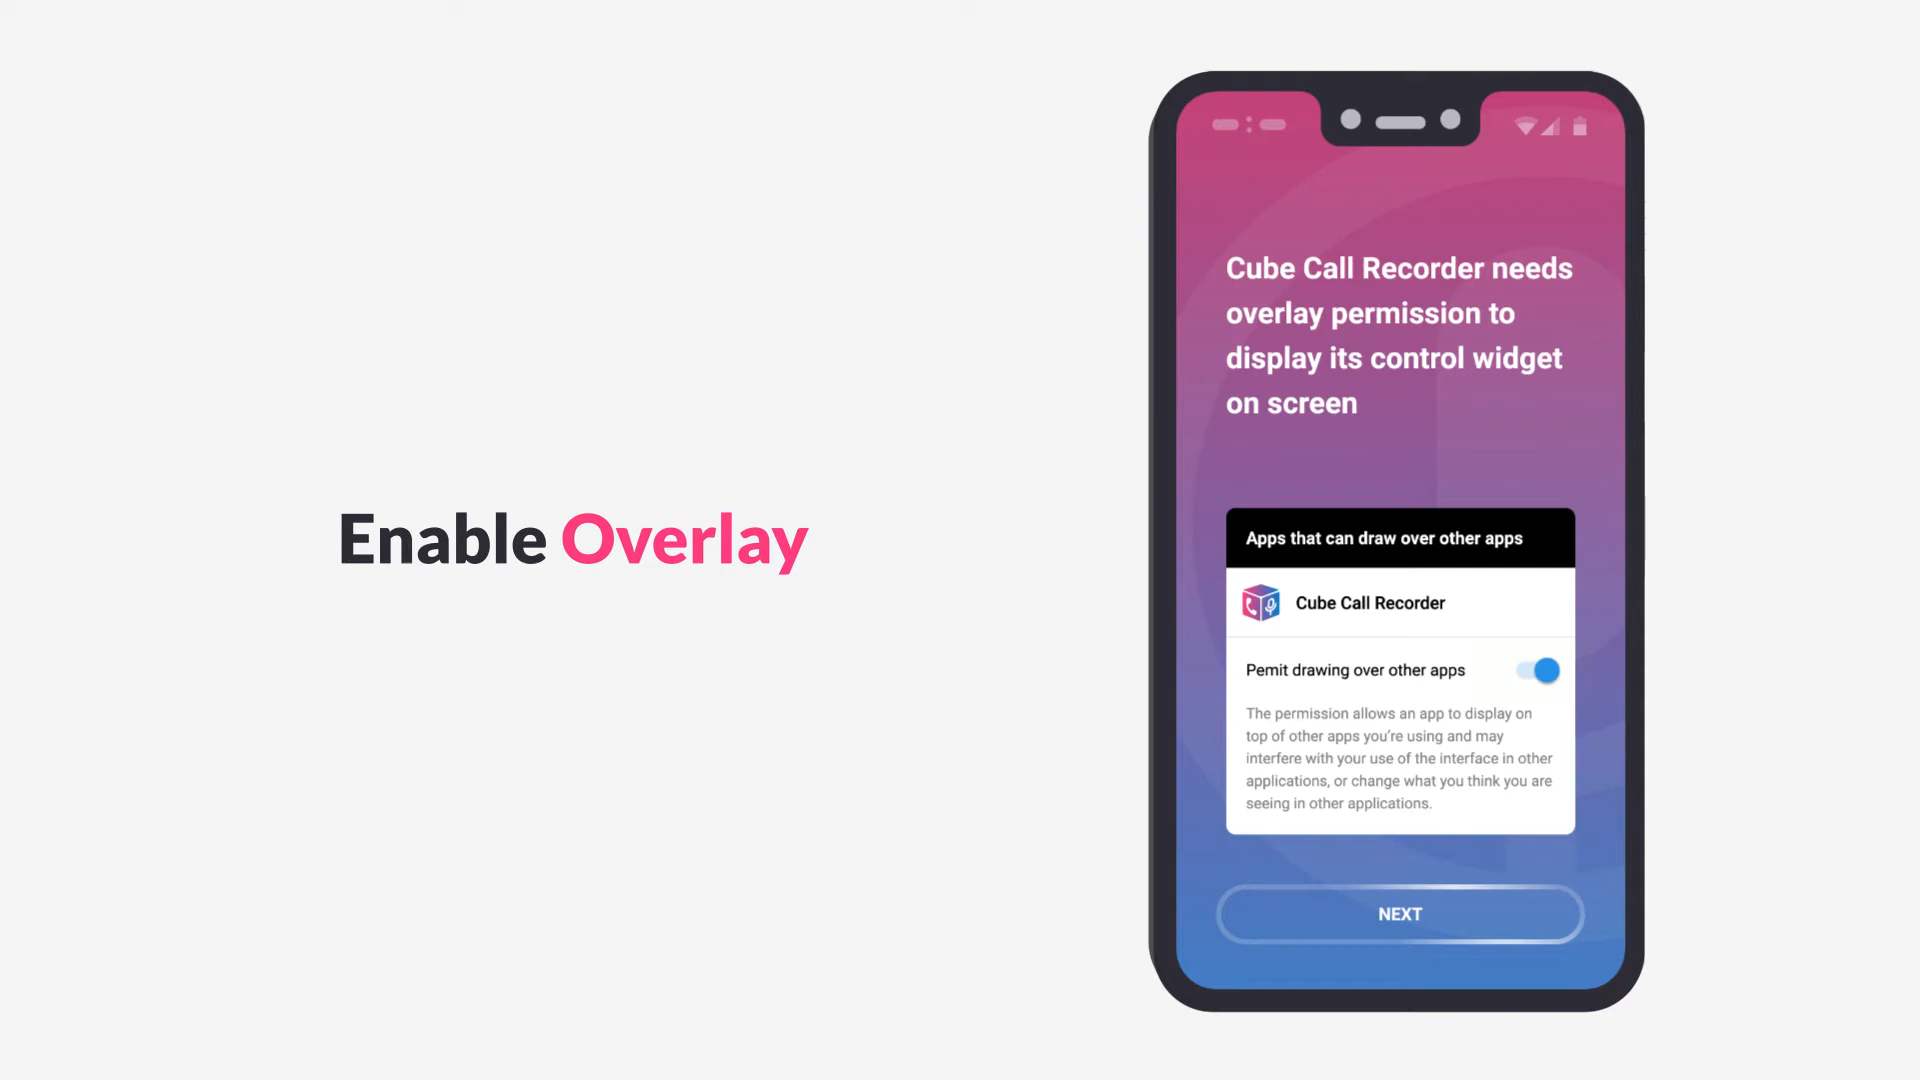 Enable Overlay
Cube Call Recorder needs
overlay permission to
display its control widget
on screen
Apps that can draw over other apps
Cube Call Recorder
Pemit drawing over other apps
The permission allows an app to display on
top of other apps you're using and may
interfere with your use of the interface in other
applications, or change what you think you are
seeing in other applications.
NEXT